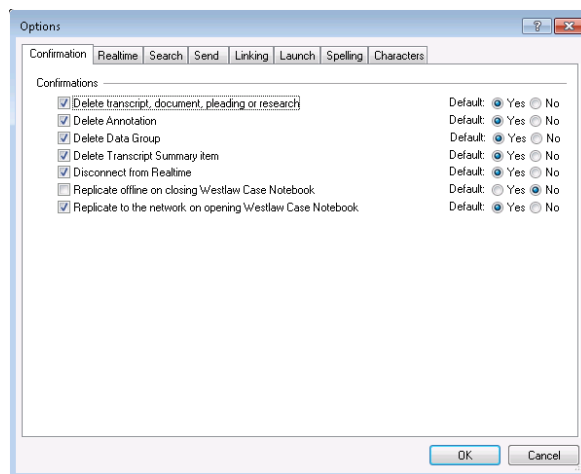 Options
Confirmation Realtime Search Send Linking Launch Spelling Characters
Confirmations
Delete transcript, document, pleading or research Default: Yes No
Delete Annotation Default: Yes No
Delete Data Group Default: Yes No
Delete Transcript Summary item Default: Yes No
Disconnect from Realtime Default: Yes No
Replicate offline on closing Westlaw Case Notebook Default: Yes No
Replicate to the network on opening Westlaw Case Notebook Default: Yes No
OK Cancel